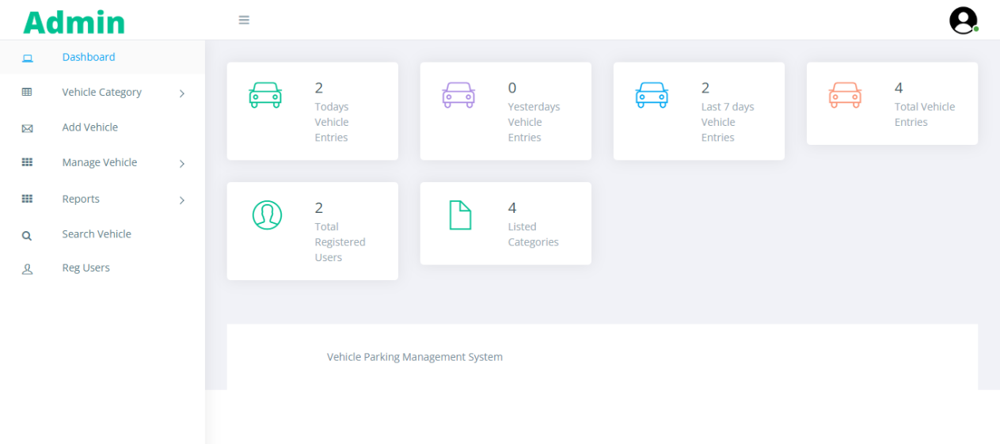 Admin
Dashboard
Vehicle Category
Add Vehicle
Manage Vehicle
Reports
Search Vehicle
Reg Users
2
Todays
Vehicle
Entries
0
Yesterdays
Vehicle
Entries
2
Last 7 days
Vehicle
Entries
4
Total Vehicle
Entries
2
Total
Registered
Users
4
Listed
Categories
Vehicle Parking Management System